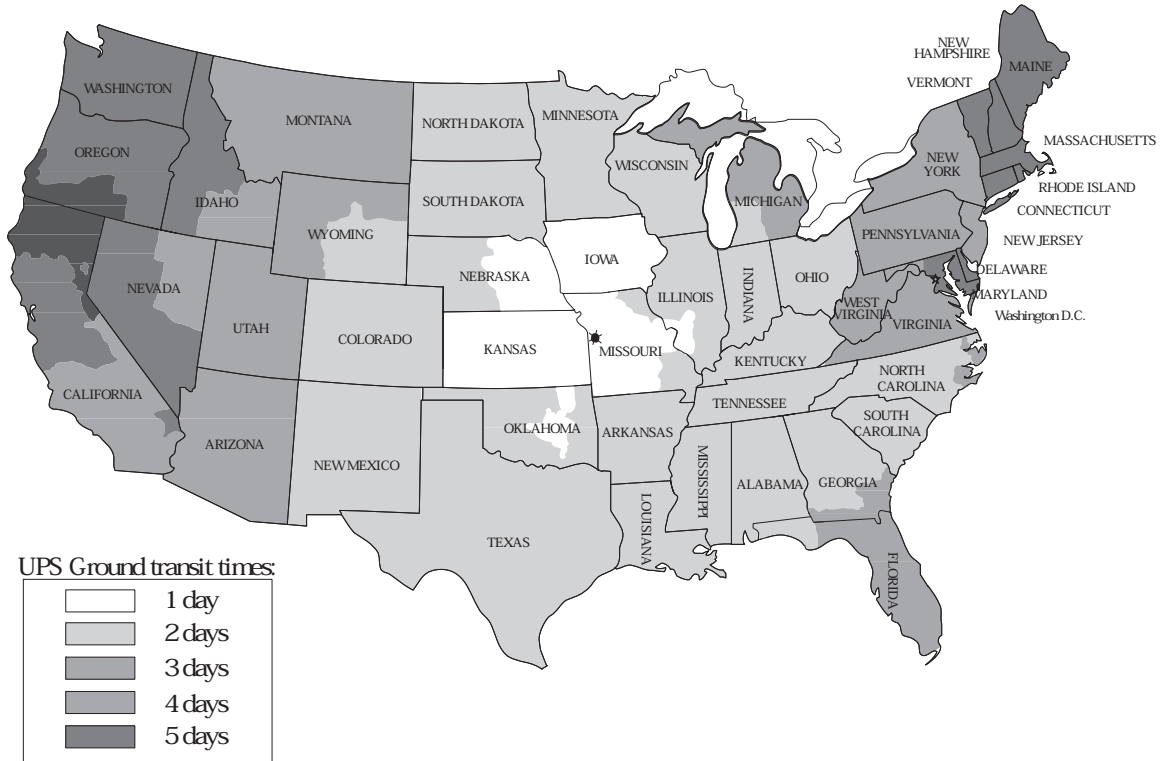 NEW
HAMPSHIRE
VERMONT
MAINE
WASHINGTON
MONTANA
NORTH DAKOTA
MINNESOTA
MASSACHUSETTS
OREGON
WISCONSIN
NEW
YORK
RHODE ISLAND
IDAHO
SOUTH DAKOTA
MICHIGAN
CONNECTICUT
WYOMING
PENNSYLVANIA
NEW JERSEY
IOWA
NEBRASKA
OHIO
DELAWARE
NEVADA
ILLINOIS
INDIANA
MARYLAND
WEST
VIRGINIA
Washington D.C.
UTAH
COLORADO
KANSAS
MISSOURI
VIRGINIA
KENTUCKY
CALIFORNIA
NORTH
CAROLINA
TENNESSEE
ARIZONA
OKLAHOMA
ARKANSAS
SOUTH
CAROLINA
NEW MEXICO
MISSISSIPPI
ALABAMA
GEORGIA
TEXAS
LOUISIANA
FLORIDA
UPS Ground transit times:
1 day
2 days
3 days
4 days
5 days